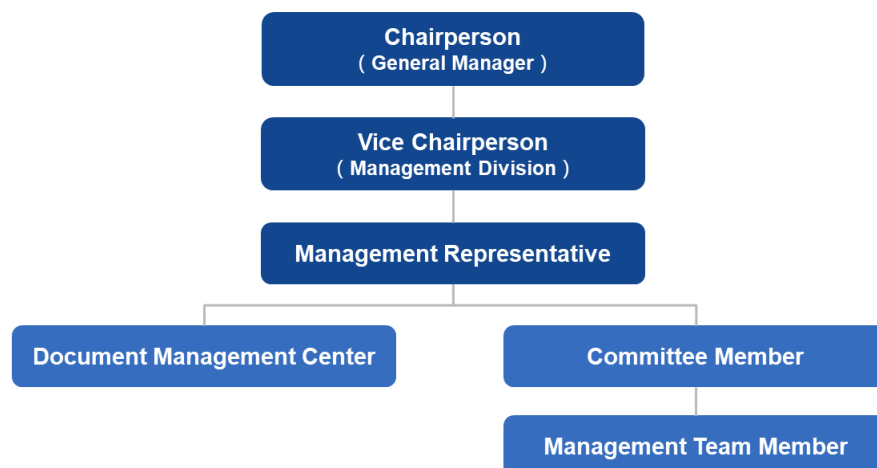 Chairperson
( General Manager )
Vice Chairperson
( Management Division )
Management Representative
Document Management Center
Committee Member
Management Team Member